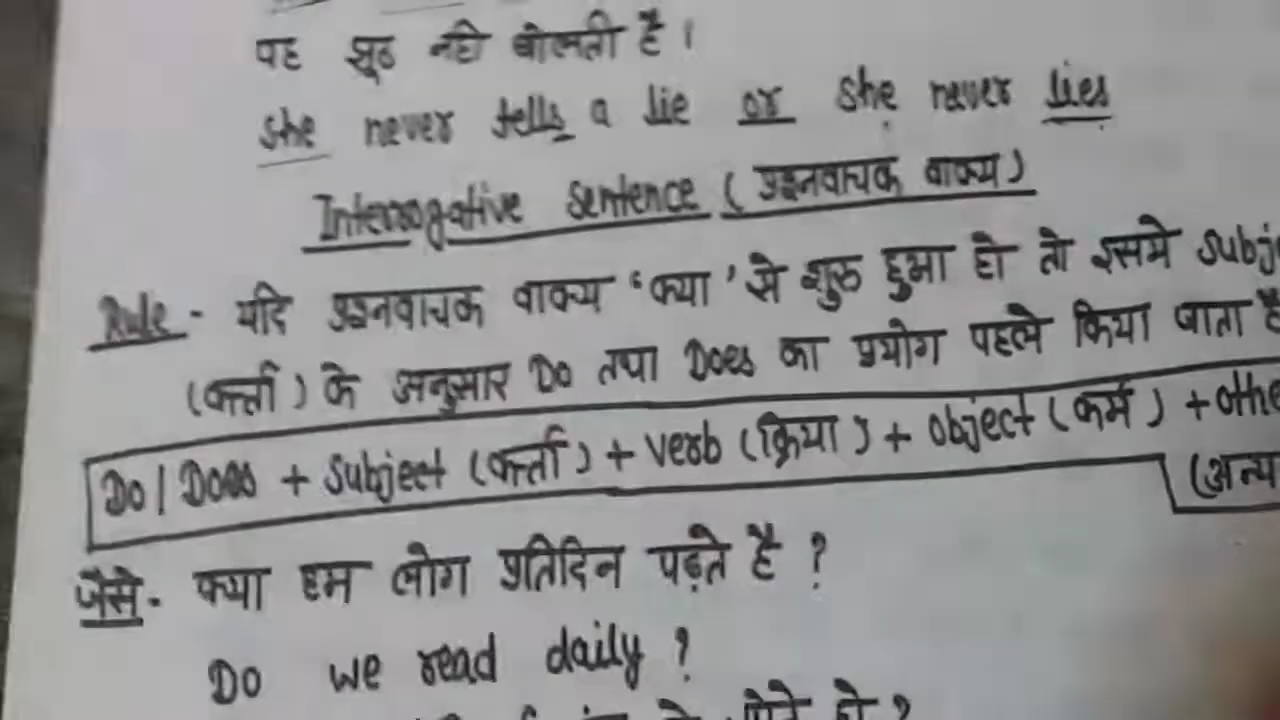 वह झूठ नही बोलती है।
she never tells a lie or she never lies
Interrogative sentence (प्रश्नवाचक वाक्य)
Rule - यदि प्रश्नवाचक वाक्य 'क्या' से शुरु हुआ हो तो इसमे
(कर्त्ता) के अनुसार Do तथा Does का प्रयोग पहले किया जाता है
Do / Does + Subject (कर्त्ता) + Verb (क्रिया) + object (कर्म) +
(अन्य
जैसे - क्या हम लोग प्रतिदिन पढ़ते है ?
Do we read daily ?